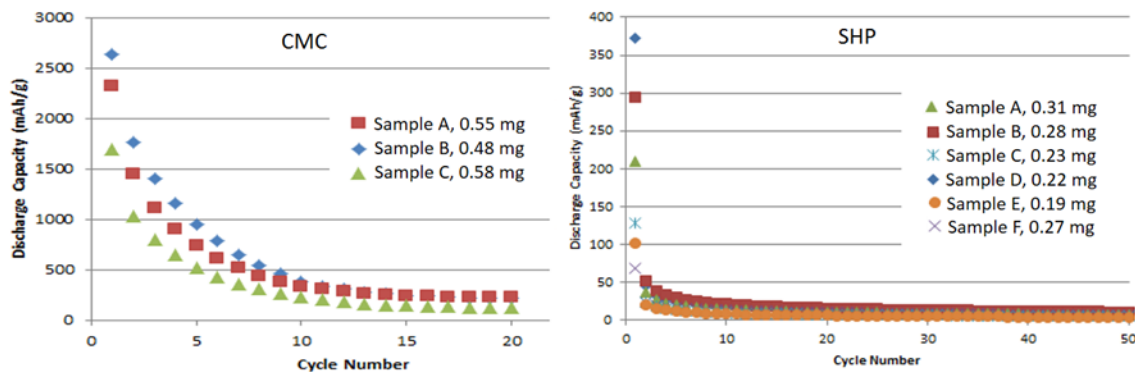 CMC
Discharge Capacity (mAh/g)
3000
2500
2000
1500
1000
500
0
0 5 10 15 20
Cycle Number
Sample A, 0.55 mg
Sample B, 0.48 mg
Sample C, 0.58 mg
SHP
Discharge Capacity (mAh/g)
400
350
300
250
200
150
100
50
0
0 10 20 30 40 50
Cycle Number
Sample A, 0.31 mg
Sample B, 0.28 mg
Sample C, 0.23 mg
Sample D, 0.22 mg
Sample E, 0.19 mg
Sample F, 0.27 mg